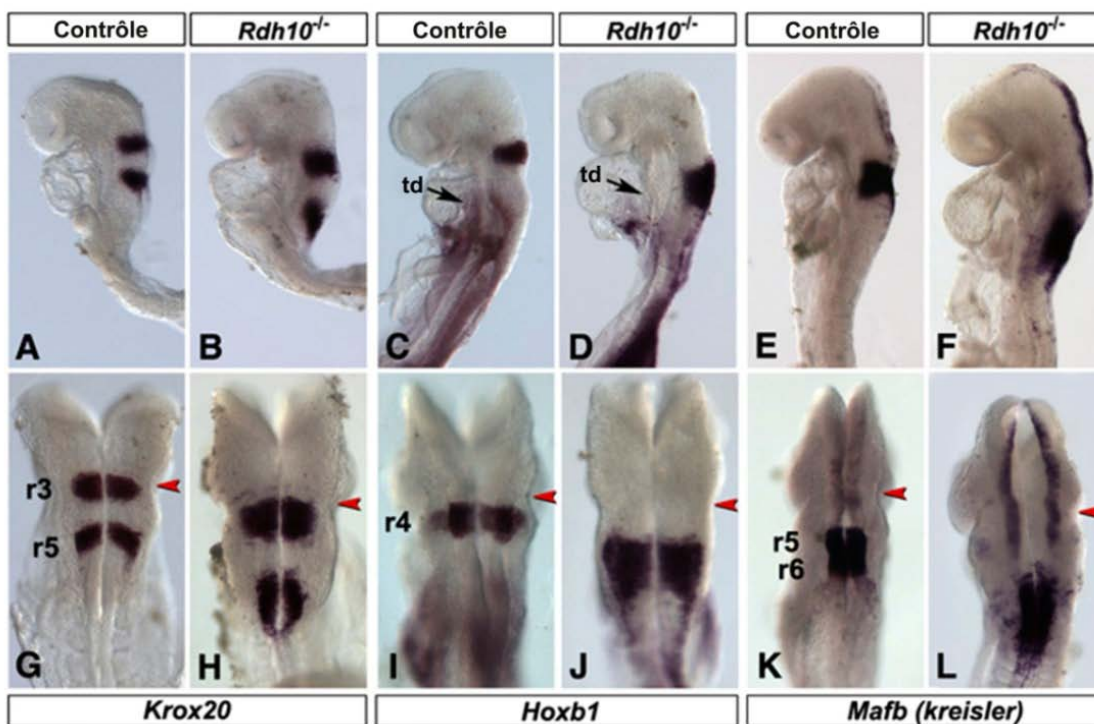 Contrôle Rdh10-/- Contrôle Rdh10-/- Contrôle Rdh10-/-
td td
A B C D E F
r3 r4 r5
r5 r6
G H I J K L
Krox20 Hoxb1 Mafb (kreisler)